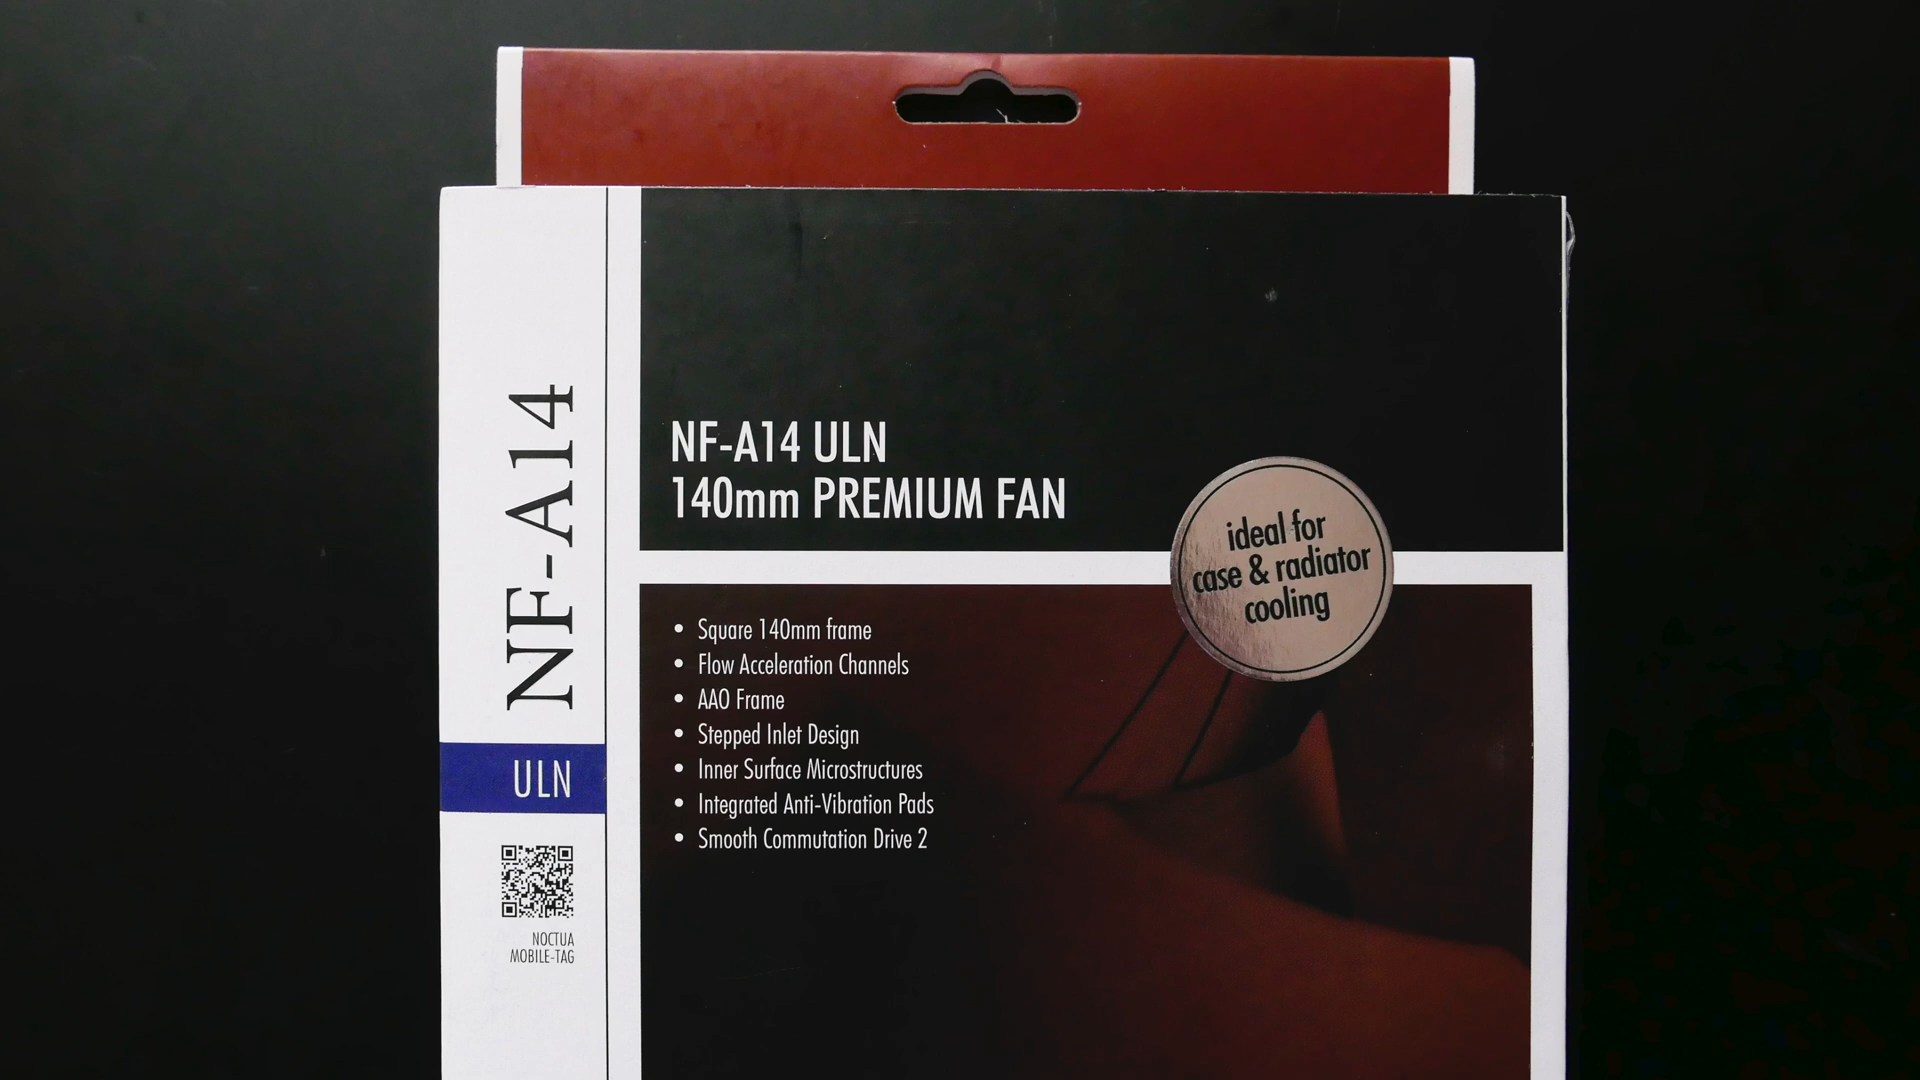 NF-A14
ULN
NOCTUA
MOBILE-TAG
NF-A14 ULN
140mm PREMIUM FAN
ideal for
case & radiator
cooling
• Square 140mm frame
• Flow Acceleration Channels
• AAO Frame
• Stepped Inlet Design
• Inner Surface Microstructures
• Integrated Anti-Vibration Pads
• Smooth Commutation Drive 2